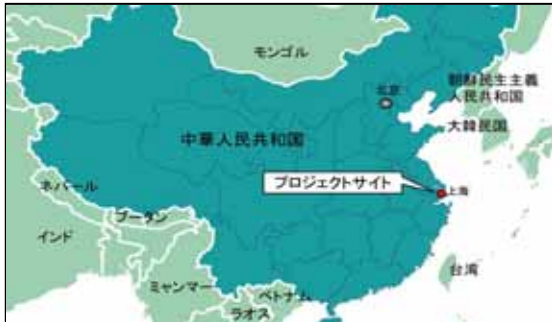 モンゴル
北京
朝鮮民主主義
人民共和国
大韓民国
中華人民共和国
プロジェクトサイト
上海
ネパール
ブータン
インド
台湾
ミャンマー
ベトナム
ラオス